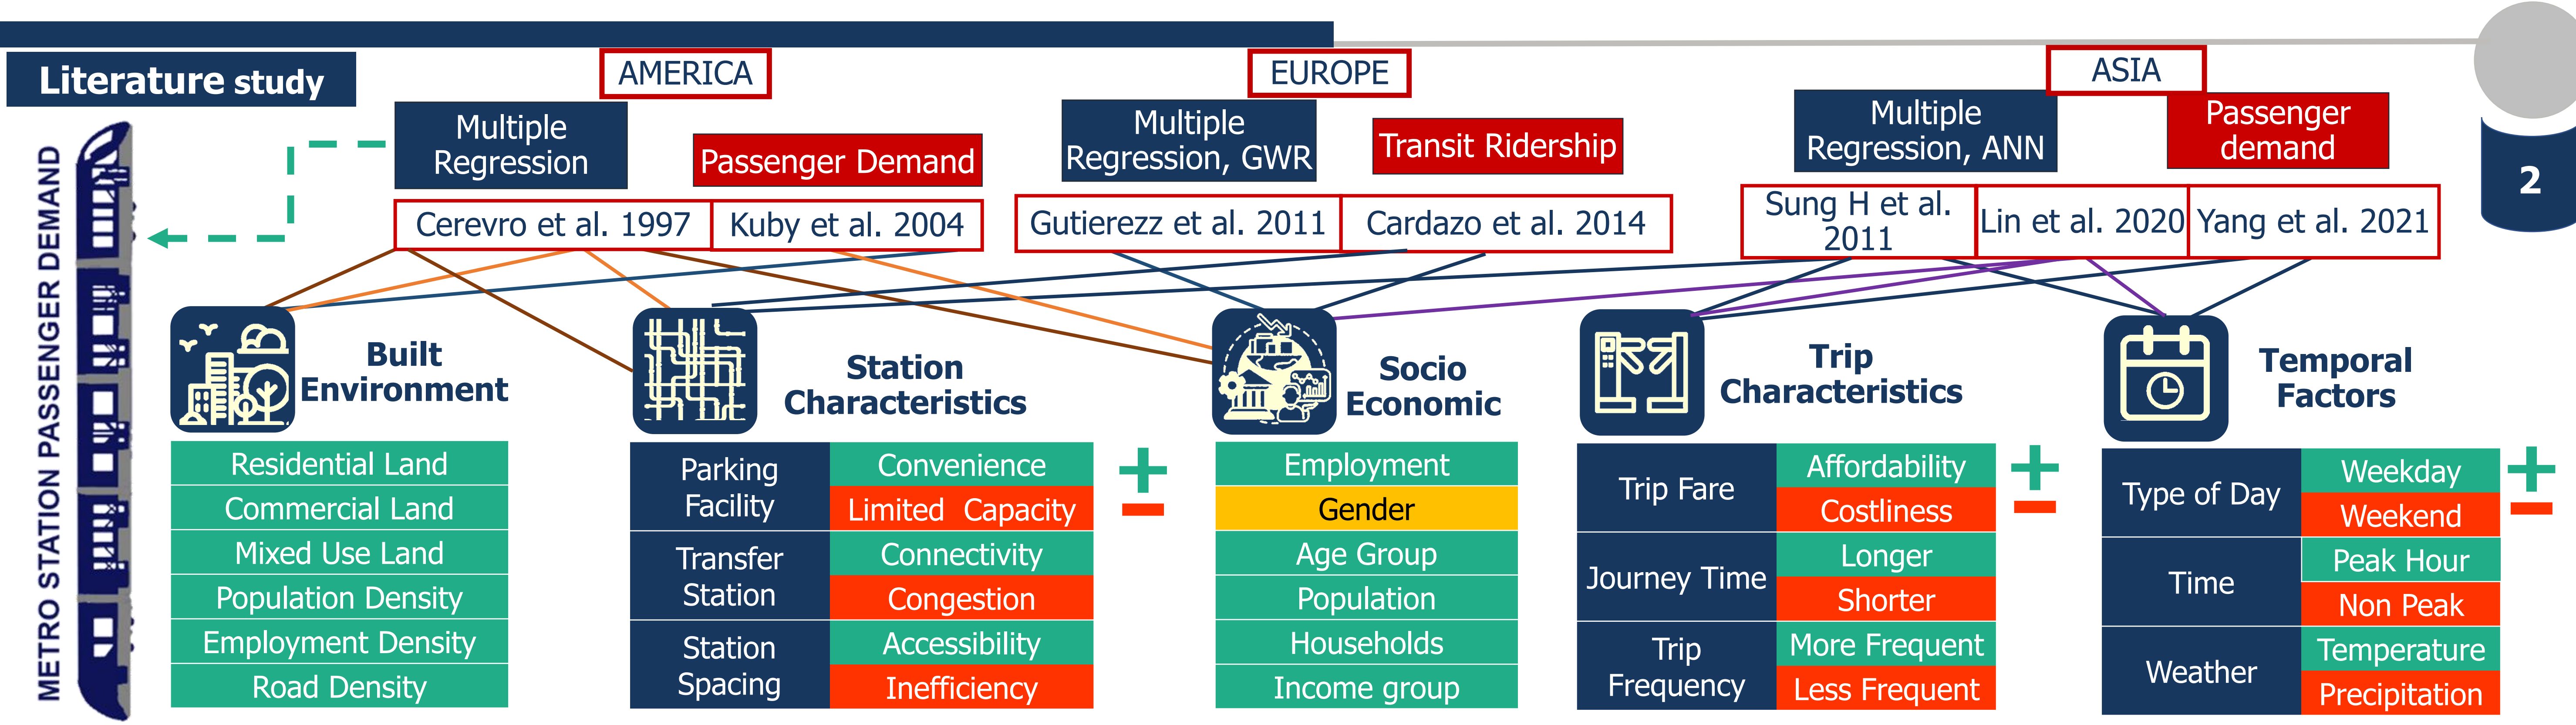 Literature study
AMERICA
EUROPE
ASIA
2
METRO STATION PASSENGER DEMAND
Multiple
Regression
Passenger Demand
Multiple
Regression, GWR
Transit Ridership
Multiple
Regression, ANN
Passenger
demand
Cerevro et al. 1997
Kuby et al. 2004
Gutierezz et al. 2011
Cardazo et al. 2014
Sung H et al.
2011
Lin et al. 2020
Yang et al. 2021
Built
Environment
Residential Land
Commercial Land
Mixed Use Land
Population Density
Employment Density
Road Density
Station
Characteristics
Parking
Facility
Convenience
Limited Capacity
Transfer
Station
Connectivity
Congestion
Station
Spacing
Accessibility
Inefficiency
+
−
Socio
Economic
Employment
Gender
Age Group
Population
Households
Income group
Trip
Characteristics
Trip Fare
Affordability
Costliness
Journey Time
Longer
Shorter
Trip
Frequency
More Frequent
Less Frequent
+
−
Temporal
Factors
Type of Day
Weekday
Weekend
Time
Peak Hour
Non Peak
Weather
Temperature
Precipitation
+
−